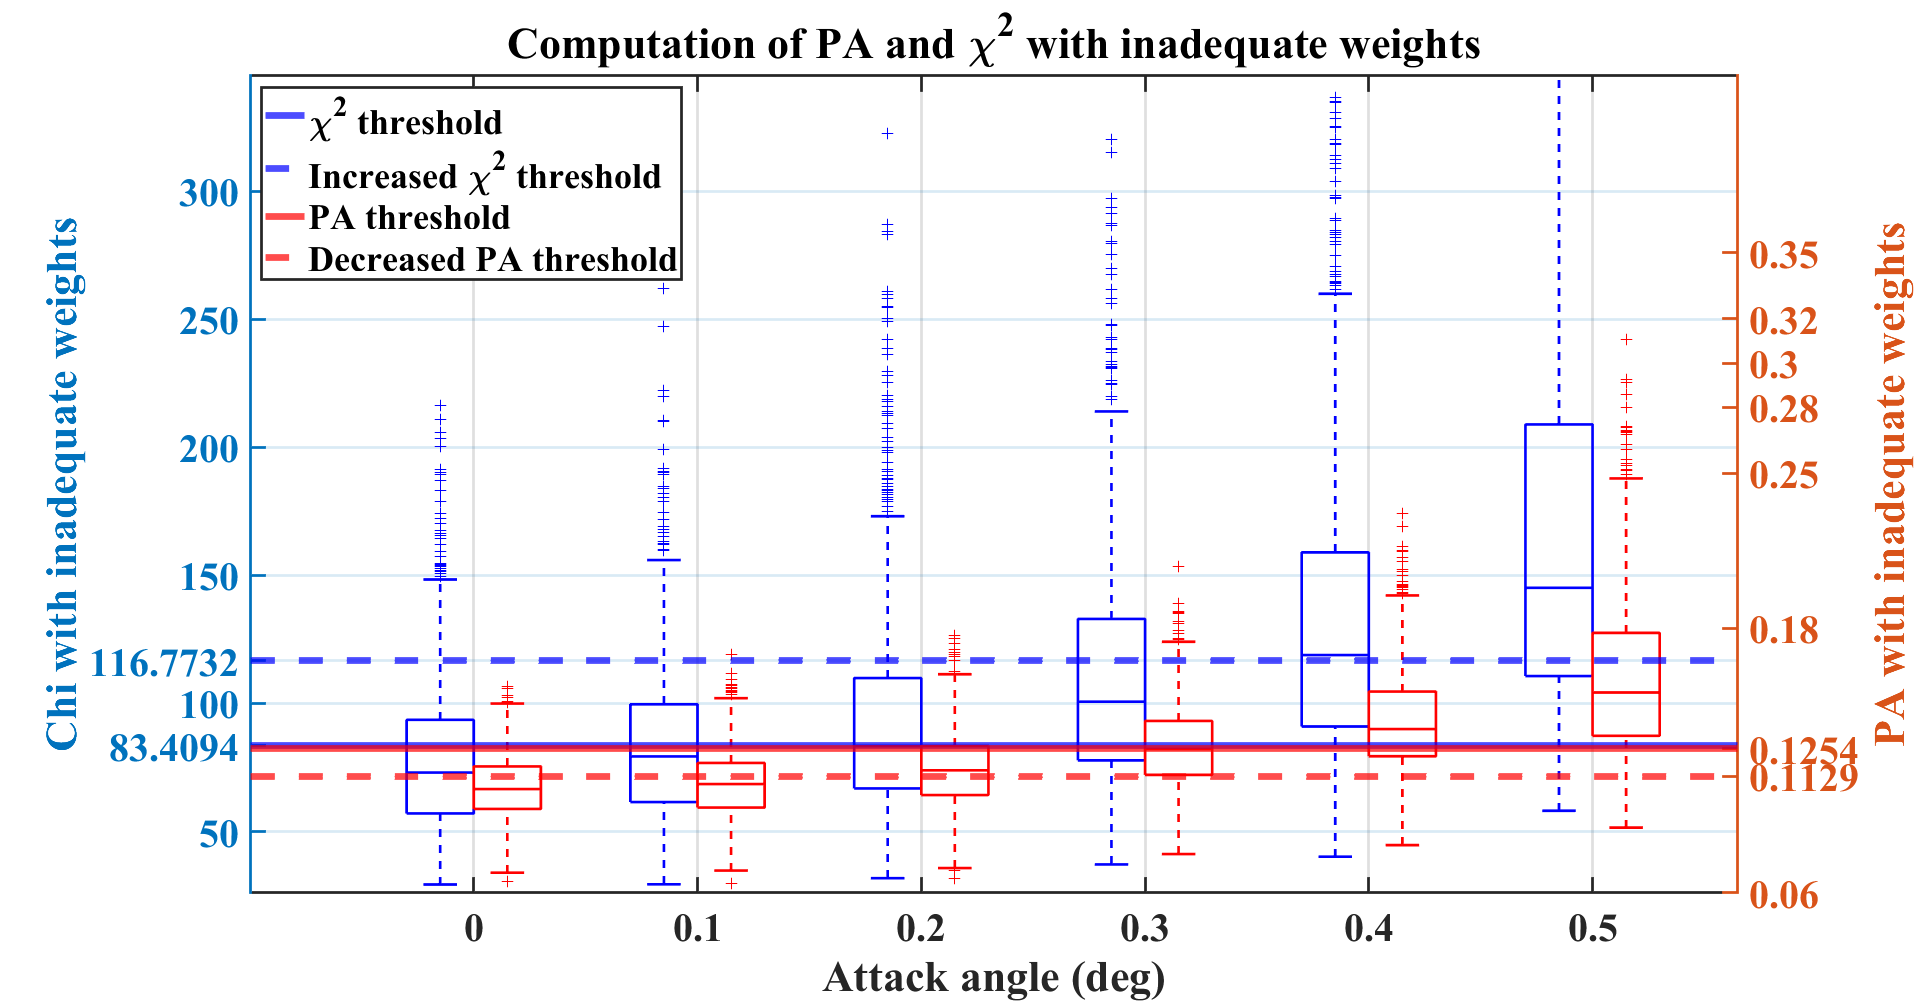 Computation of PA and χ² with inadequate weights
χ² threshold
Increased χ² threshold
PA threshold
Decreased PA threshold
Chi with inadequate weights
300
250
200
150
116.7732
100
83.4094
50
PA with inadequate weights
0.35
0.32
0.3
0.28
0.25
0.18
0.1254
0.1129
0.06
0 0.1 0.2 0.3 0.4 0.5
Attack angle (deg)